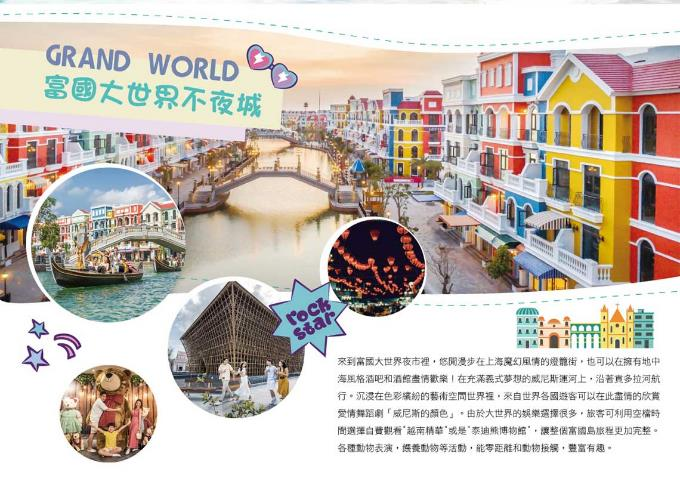 GRAND WORLD
富國大世界不夜城
rock
star
來到富國大世界夜市裡，悠閒漫步在上海魔幻風情的燈籠街，也可以在擁有地中
海風格酒吧和酒館盡情歡樂！在充滿義式夢想的威尼斯運河上，沿著貢多拉河航
行。沉浸在色彩繽紛的藝術空間世界裡，來自世界各國遊客可以在此盡情的欣賞
愛情舞蹈劇「威尼斯的顏色」。由於大世界的娛樂選擇很多，旅客可利用空檔時
間選擇自費觀看"越南精華"或是"泰迪熊博物館"，讓整個富國島旅程更加完整。
各種動物表演，餵養動物等活動，能零距離和動物接觸，豐富有趣。